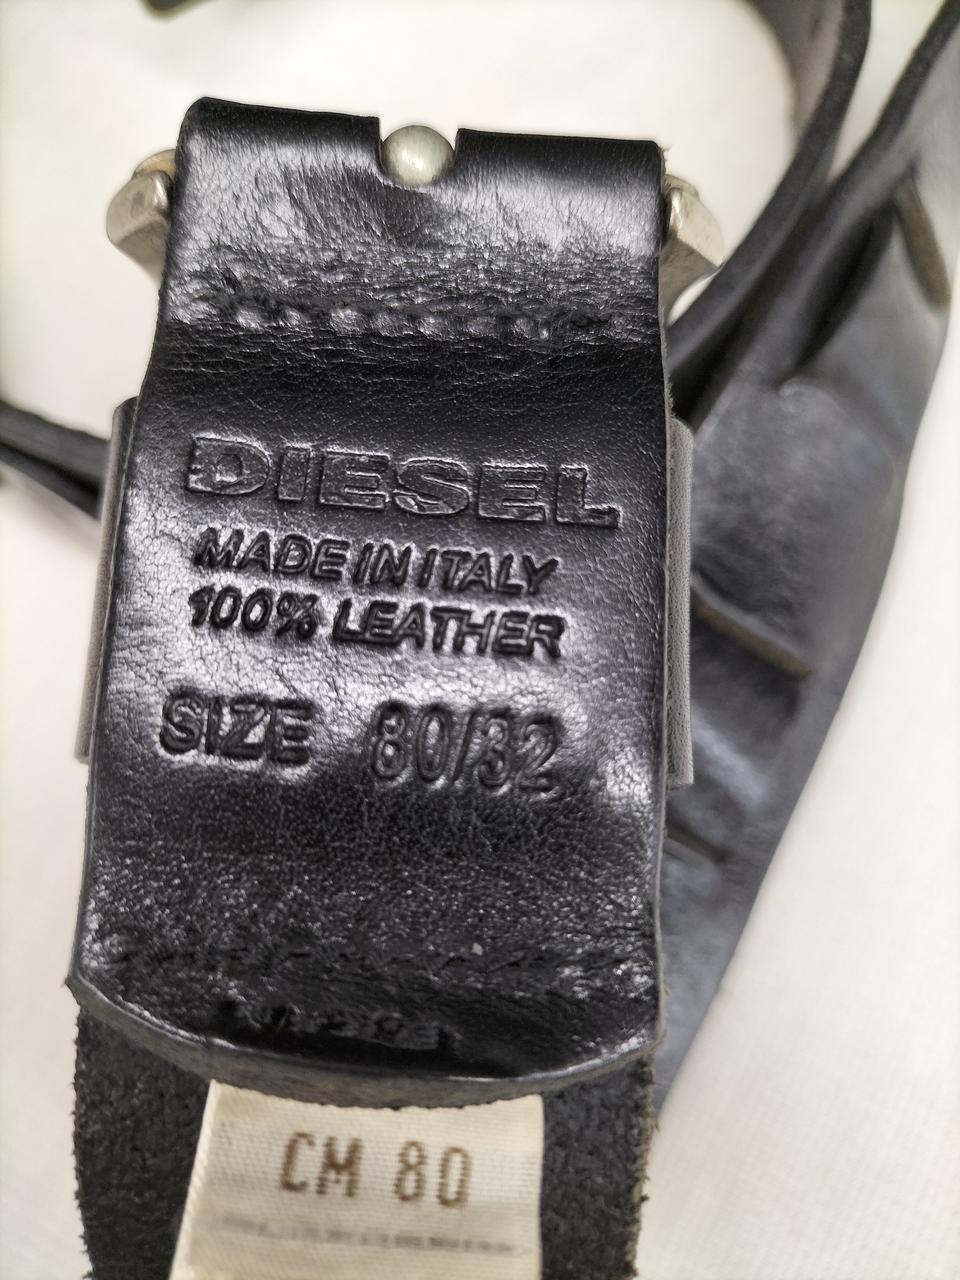 DIESEL
MADE IN ITALY
100% LEATHER
SIZE 80/32
CM 80